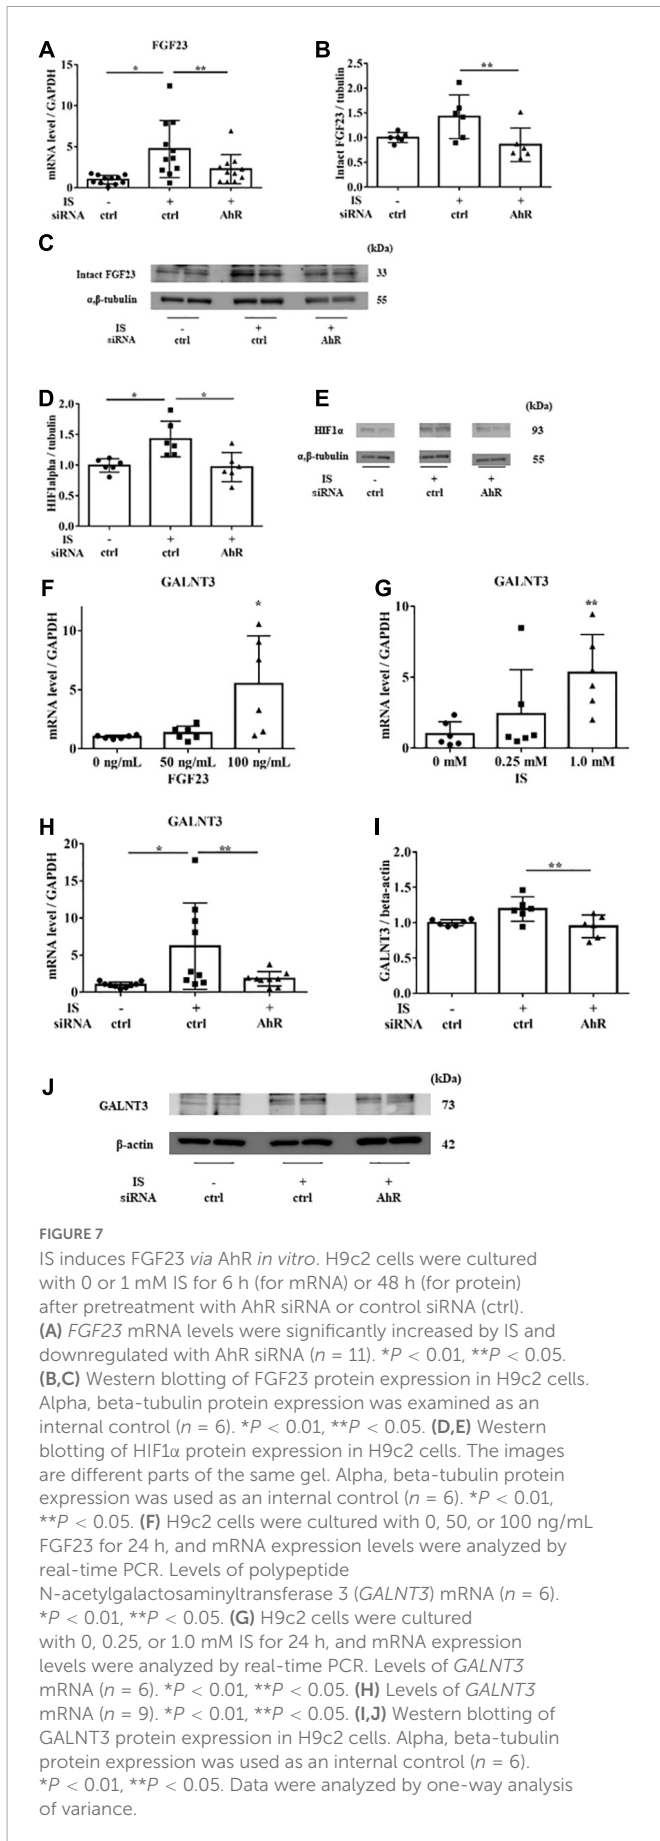 A
FGF23
mRNA level / GAPDH
15
10
5
0
*
**
IS - + +
siRNA ctrl ctrl AhR
B
Intact FGF23 / tubulin
2.5
2.0
1.5
1.0
0.5
0.0
**
IS - + +
siRNA ctrl ctrl AhR
C
(kDa)
Intact FGF23 33
α,β-tubulin 55
IS - + +
siRNA ctrl ctrl AhR
D
HIF1alpha / tubulin
2.0
1.5
1.0
0.5
0.0
*
*
IS - + +
siRNA ctrl ctrl AhR
E
(kDa)
HIF1α 93
α,β-tubulin 55
IS - + +
siRNA ctrl ctrl AhR
F
GALNT3
mRNA level / GAPDH
10
5
0
*
0 ng/mL 50 ng/mL 100 ng/mL
FGF23
G
GALNT3
mRNA level / GAPDH
10
5
0
**
0 mM 0.25 mM 1.0 mM
IS
H
GALNT3
mRNA level / GAPDH
20
15
10
5
0
*
**
IS - + +
siRNA ctrl ctrl AhR
I
GALNT3 / beta-actin
2.0
1.5
1.0
0.5
0.0
**
IS - + +
siRNA ctrl ctrl AhR
J
(kDa)
GALNT3 73
β-actin 42
IS - + +
siRNA ctrl ctrl AhR
FIGURE 7
IS induces FGF23 via AhR in vitro. H9c2 cells were cultured
with 0 or 1 mM IS for 6 h (for mRNA) or 48 h (for protein)
after pretreatment with AhR siRNA or control siRNA (ctrl).
(A) FGF23 mRNA levels were significantly increased by IS and
downregulated with AhR siRNA (n = 11). *P < 0.01, **P < 0.05.
(B,C) Western blotting of FGF23 protein expression in H9c2 cells.
Alpha, beta-tubulin protein expression was examined as an
internal control (n = 6). *P < 0.01, **P < 0.05. (D,E) Western
blotting of HIF1α protein expression in H9c2 cells. The images
are different parts of the same gel. Alpha, beta-tubulin protein
expression was used as an internal control (n = 6). *P < 0.01,
**P < 0.05. (F) H9c2 cells were cultured with 0, 50, or 100 ng/mL
FGF23 for 24 h, and mRNA expression levels were analyzed by
real-time PCR. Levels of polypeptide
N-acetylgalactosaminyltransferase 3 (GALNT3) mRNA (n = 6).
*P < 0.01, **P < 0.05. (G) H9c2 cells were cultured
with 0, 0.25, or 1.0 mM IS for 24 h, and mRNA expression
levels were analyzed by real-time PCR. Levels of GALNT3
mRNA (n = 6). *P < 0.01, **P < 0.05. (H) Levels of GALNT3
mRNA (n = 9). *P < 0.01, **P < 0.05. (I,J) Western blotting of
GALNT3 protein expression in H9c2 cells. Alpha, beta-tubulin
protein expression was used as an internal control (n = 6).
*P < 0.01, **P < 0.05. Data were analyzed by one-way analysis
of variance.